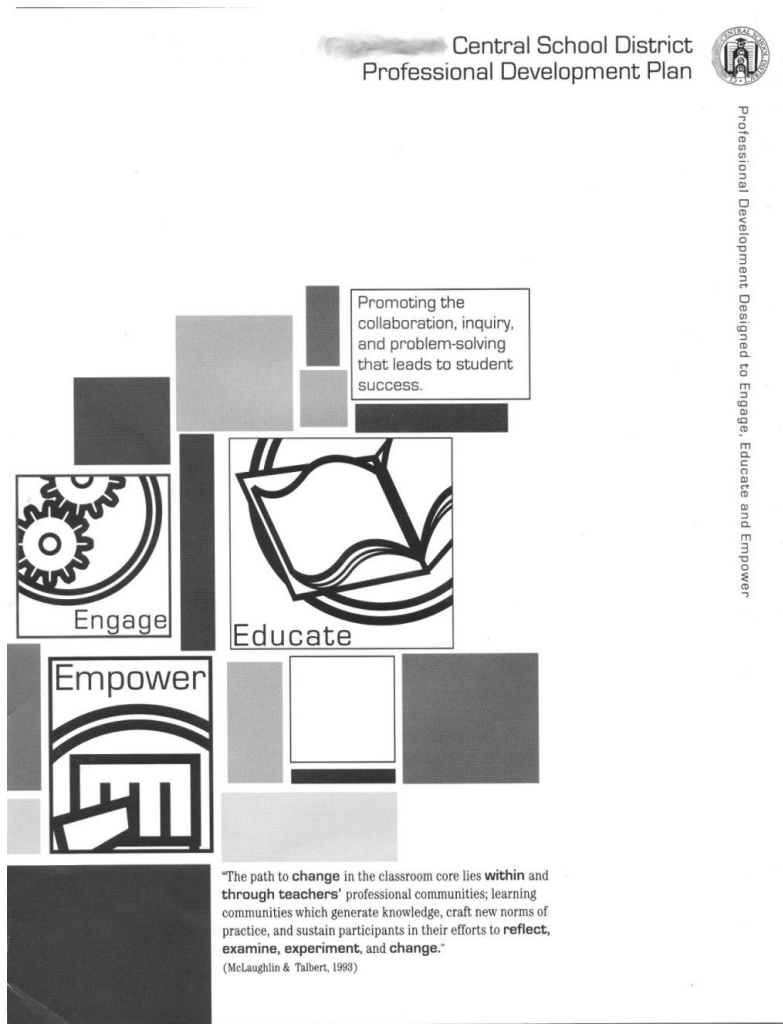 Central School District
Professional Development Plan
CENTRAL SCHOOL DISTRICT
Professional Development Designed to Engage, Educate and Empower
Promoting the
collaboration, inquiry,
and problem-solving
that leads to student
success.
Engage
Educate
Empower
"The path to change in the classroom core lies within and
through teachers' professional communities; learning
communities which generate knowledge, craft new norms of
practice, and sustain participants in their efforts to reflect,
examine, experiment, and change."
(McLaughlin & Talbert, 1993)